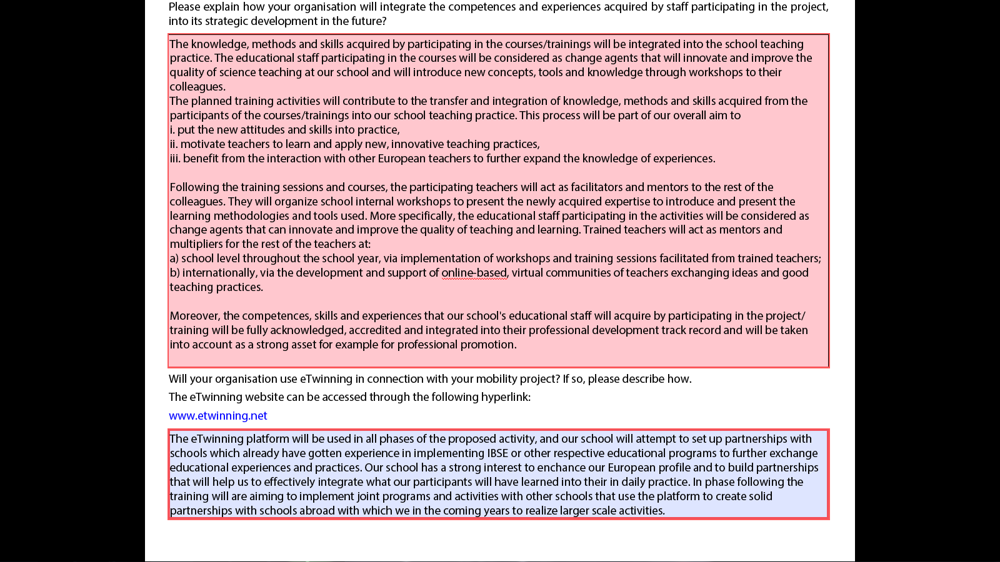 Please explain how your organisation will integrate the competences and experiences acquired by staff participating in the project,
into its strategic development in the future?
The knowledge, methods and skills acquired by participating in the courses/trainings will be integrated into the school teaching
practice. The educational staff participating in the courses will be considered as change agents that will innovate and improve the
quality of science teaching at our school and will introduce new concepts, tools and knowledge through workshops to their
colleagues.
The planned training activities will contribute to the transfer and integration of knowledge, methods and skills acquired from the
participants of the courses/trainings into our school teaching practice. This process will be part of our overall aim to
i. put the new attitudes and skills into practice,
ii. motivate teachers to learn and apply new, innovative teaching practices,
iii. benefit from the interaction with other European teachers to further expand the knowledge of experiences.
Following the training sessions and courses, the participating teachers will act as facilitators and mentors to the rest of the
colleagues. They will organize school internal workshops to present the newly acquired expertise to introduce and present the
learning methodologies and tools used. More specifically, the educational staff participating in the activities will be considered as
change agents that can innovate and improve the quality of teaching and learning. Trained teachers will act as mentors and
multipliers for the rest of the teachers at:
a) school level throughout the school year, via implementation of workshops and training sessions facilitated from trained teachers;
b) internationally, via the development and support of online-based, virtual communities of teachers exchanging ideas and good
teaching practices.
Moreover, the competences, skills and experiences that our school's educational staff will acquire by participating in the project/
training will be fully acknowledged, accredited and integrated into their professional development track record and will be taken
into account as a strong asset for example for professional promotion.
Will your organisation use eTwinning in connection with your mobility project? If so, please describe how.
The eTwinning website can be accessed through the following hyperlink:
www.etwinning.net
The eTwinning platform will be used in all phases of the proposed activity, and our school will attempt to set up partnerships with
schools which already have gotten experience in implementing IBSE or other respective educational programs to further exchange
educational experiences and practices. Our school has a strong interest to enchance our European profile and to build partnerships
that will help us to effectively integrate what our participants will have learned into their in daily practice. In phase following the
training will are aiming to implement joint programs and activities with other schools that use the platform to create solid
partnerships with schools abroad with which we in the coming years to realize larger scale activities.